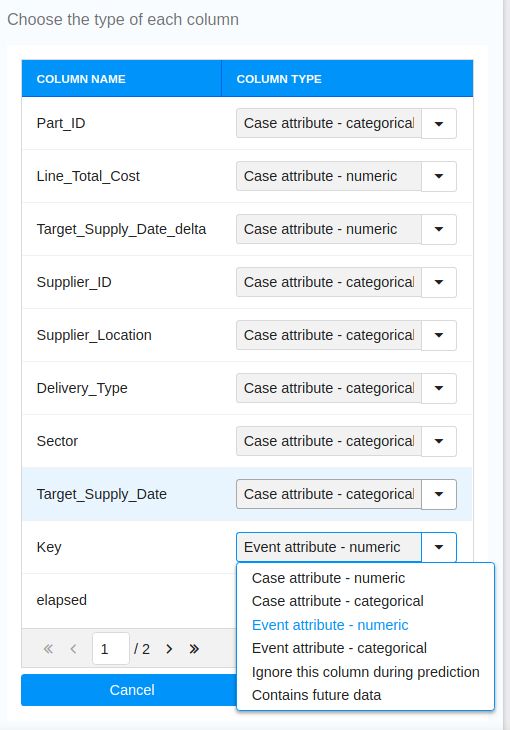 Choose the type of each column
COLUMN NAME COLUMN TYPE
Part_ID Case attribute - categorical
Line_Total_Cost Case attribute - numeric
Target_Supply_Date_delta Case attribute - numeric
Supplier_ID Case attribute - categorical
Supplier_Location Case attribute - categorical
Delivery_Type Case attribute - categorical
Sector Case attribute - categorical
Target_Supply_Date Case attribute - categorical
Key Event attribute - numeric
Case attribute - numeric
elapsed Case attribute - categorical
Event attribute - numeric
1 / 2 Event attribute - categorical
Ignore this column during prediction
Cancel Contains future data